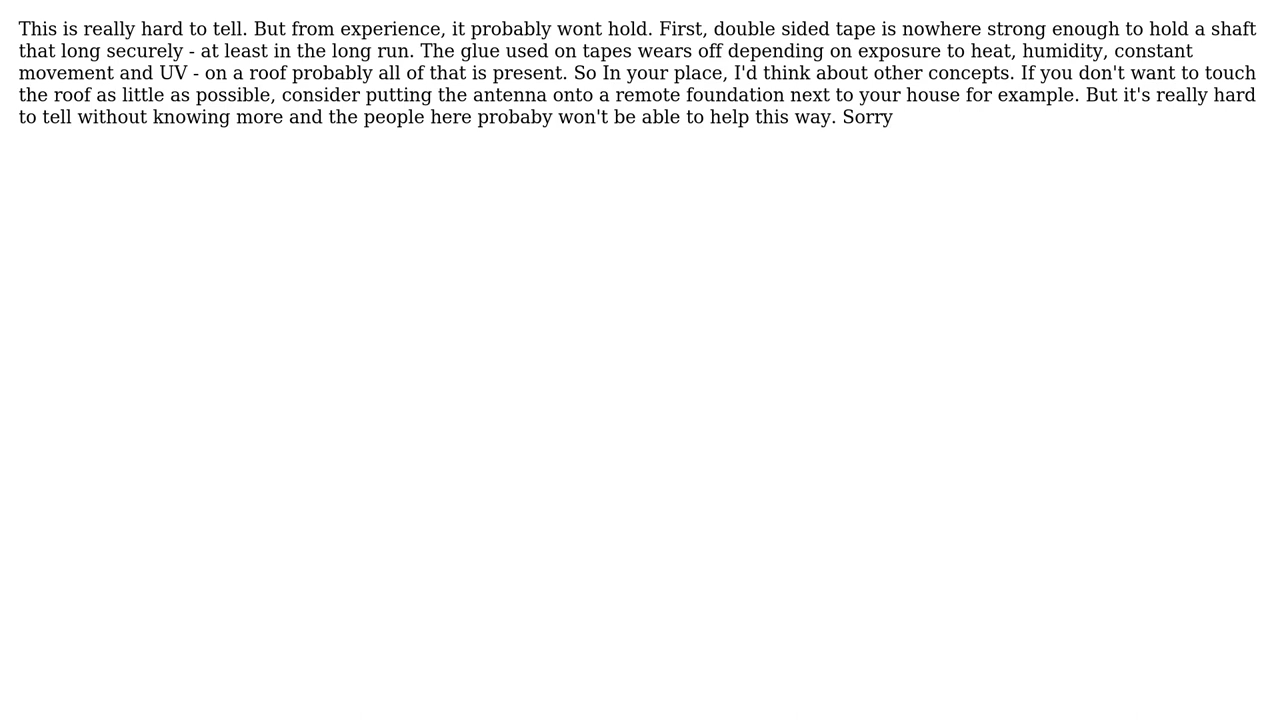 This is really hard to tell. But from experience, it probably wont hold. First, double sided tape is nowhere strong enough to hold a shaft
that long securely - at least in the long run. The glue used on tapes wears off depending on exposure to heat, humidity, constant
movement and UV - on a roof probably all of that is present. So In your place, I'd think about other concepts. If you don't want to touch
the roof as little as possible, consider putting the antenna onto a remote foundation next to your house for example. But it's really hard
to tell without knowing more and the people here probaby won't be able to help this way. Sorry